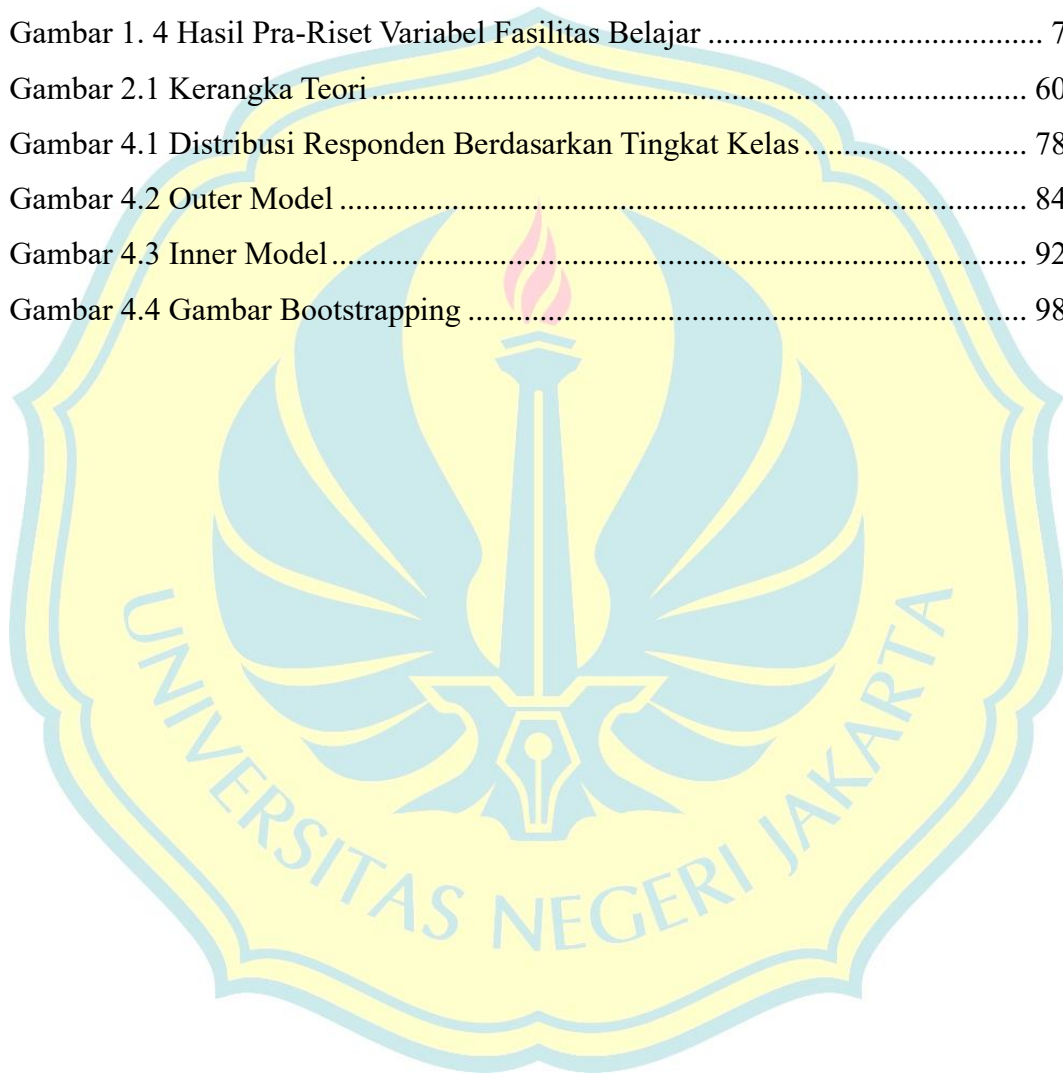 Gambar 1. 4 Hasil Pra-Riset Variabel Fasilitas Belajar ........................................... 7
Gambar 2.1 Kerangka Teori .................................................................................... 60
Gambar 4.1 Distribusi Responden Berdasarkan Tingkat Kelas ................................ 78
Gambar 4.2 Outer Model ........................................................................................ 84
Gambar 4.3 Inner Model ......................................................................................... 92
Gambar 4.4 Gambar Bootstrapping ........................................................................ 98
UNIVERSITAS NEGERI JAKARTA